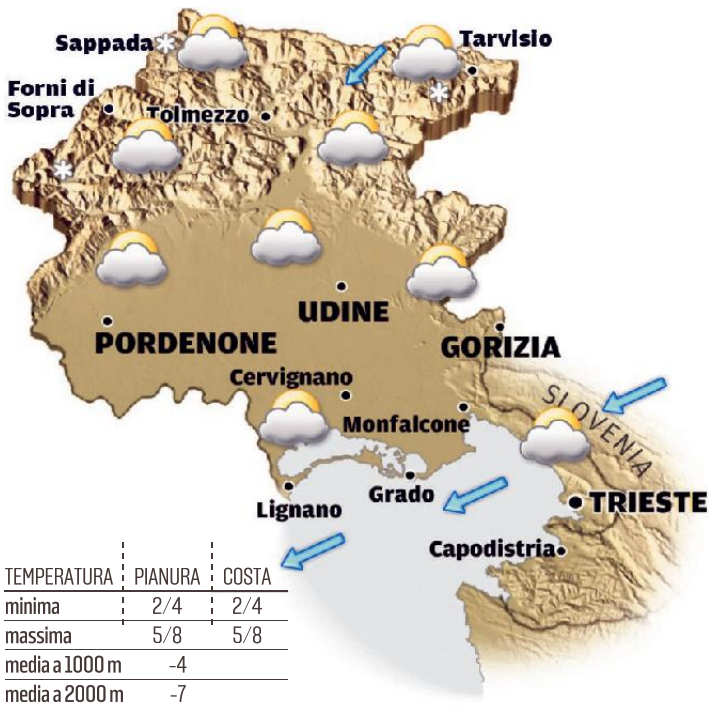 Sappada
Tarvisio
Forni di
Sopra
Tolmezzo
UDINE
PORDENONE
GORIZIA
Cervignano
SLOVENIA
Monfalcone
Grado
Lignano
TRIESTE
Capodistria
TEMPERATURA PIANURA COSTA
minima 2/4 2/4
massima 5/8 5/8
media a 1000 m -4
media a 2000 m -7